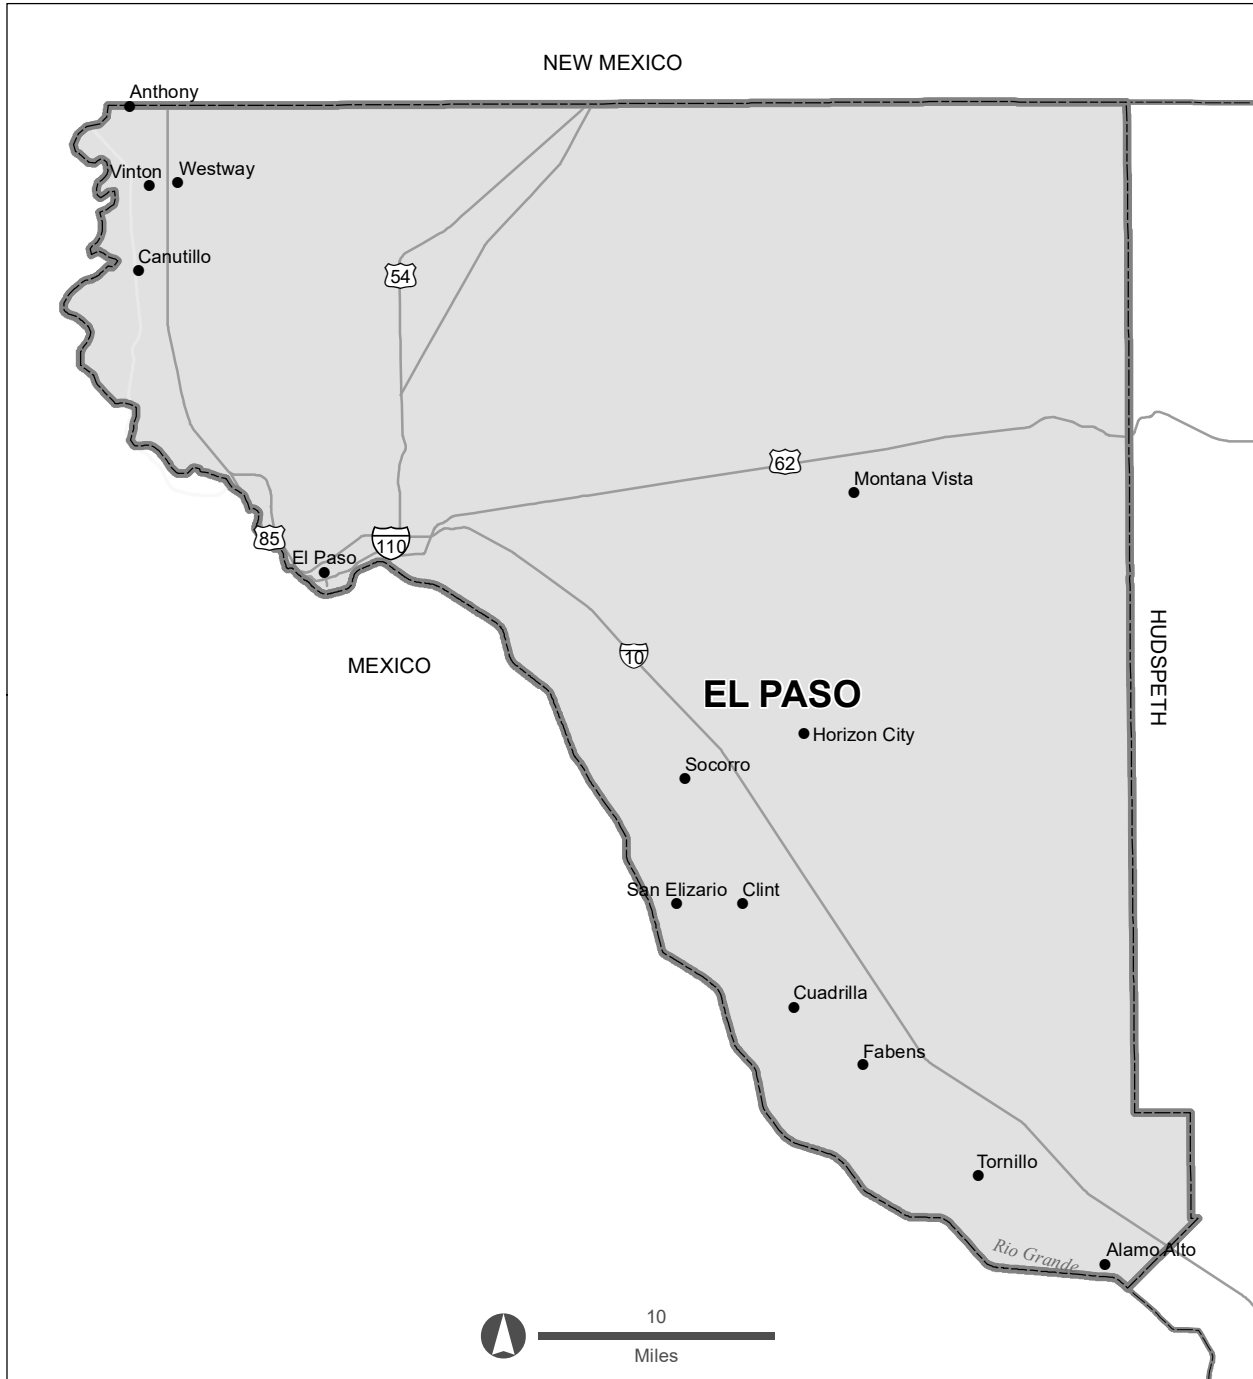 NEW MEXICO
Anthony
Vinton
Westway
Canutillo
54
62
Montana Vista
85
110
El Paso
HUDSPETH
MEXICO
10
EL PASO
Horizon City
Socorro
San Elizario
Clint
Cuadrilla
Fabens
Tornillo
Rio Grande
Alamo Alto
10
Miles